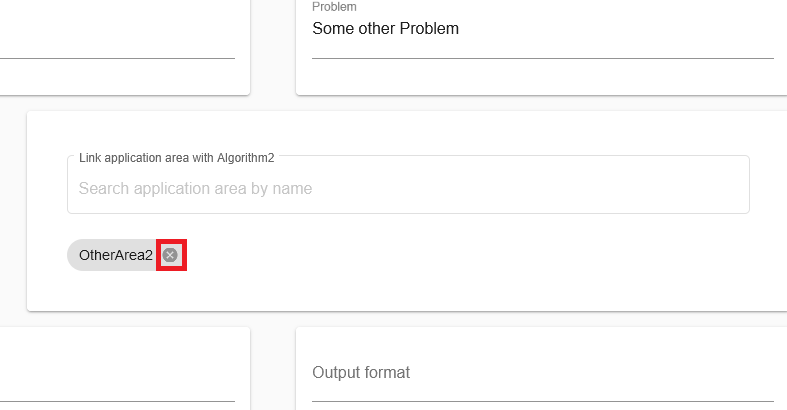 Problem
Some other Problem
Link application area with Algorithm2
Search application area by name
OtherArea2
Output format